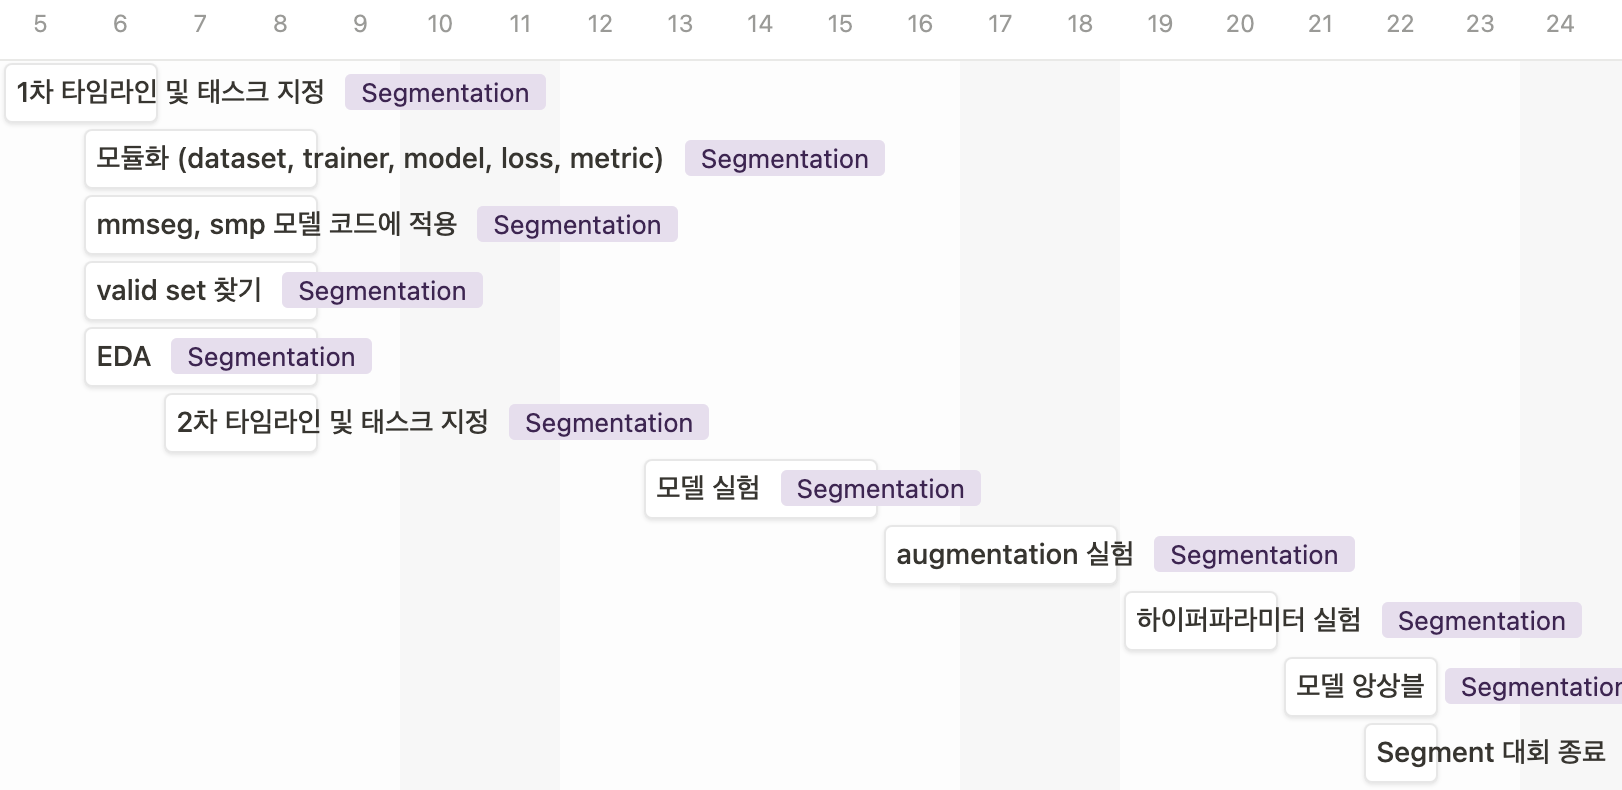 5 6 7 8 9 10 11 12 13 14 15 16 17 18 19 20 21 22 23 24
1차 타임라인 및 태스크 지정 Segmentation
모듈화 (dataset, trainer, model, loss, metric) Segmentation
mmseg, smp 모델 코드에 적용 Segmentation
valid set 찾기 Segmentation
EDA Segmentation
2차 타임라인 및 태스크 지정 Segmentation
모델 실험 Segmentation
augmentation 실험 Segmentation
하이퍼파라미터 실험 Segmentation
모델 앙상블 Segmentation
Segment 대회 종료